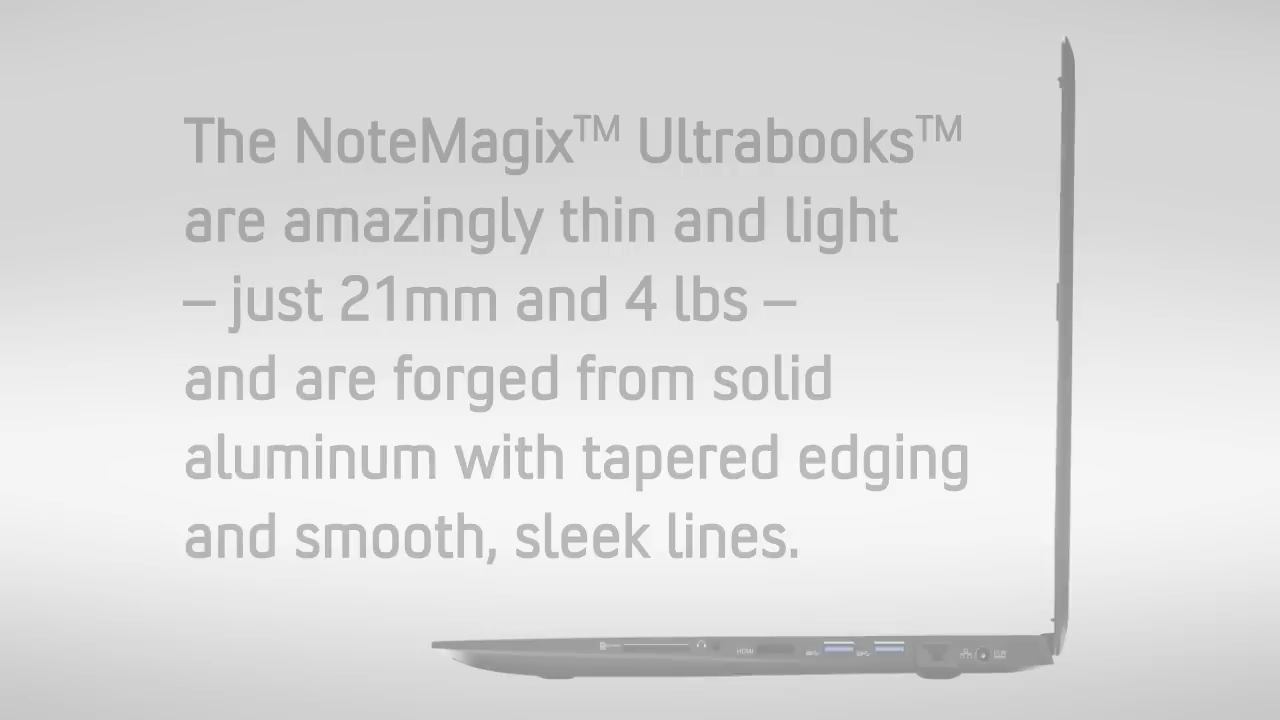 The NoteMagix™ Ultrabooks™
are amazingly thin and light
– just 21mm and 4 lbs –
and are forged from solid
aluminum with tapered edging
and smooth, sleek lines.
HDMI